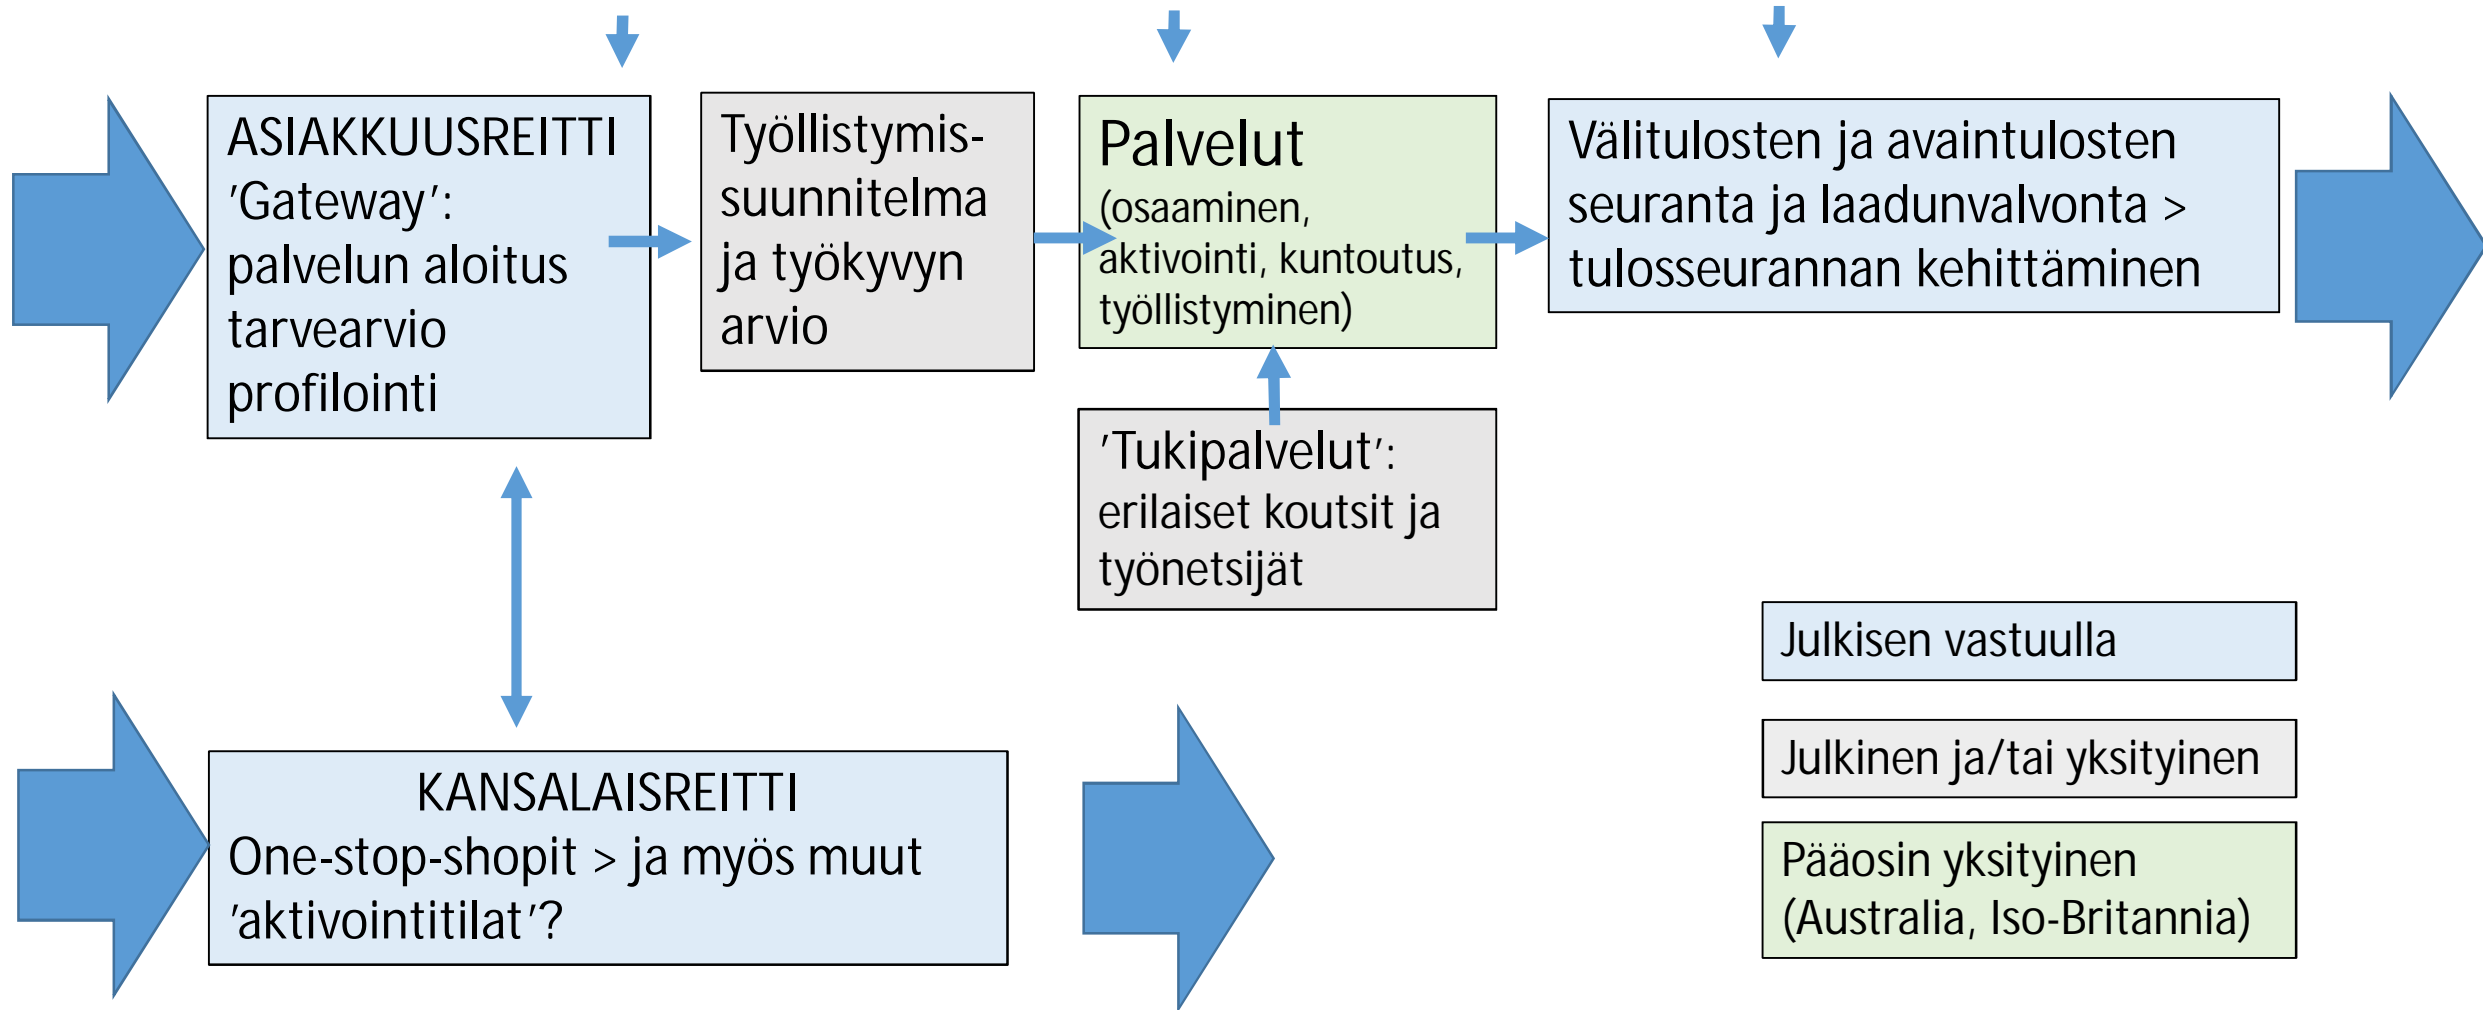 ASIAKKUUSREITTI
’Gateway’:
palvelun aloitus
tarvearvio
profilointi
Työllistymis-
suunnitelma
ja työkyvyn
arvio
Palvelut
(osaaminen,
aktivointi, kuntoutus,
työllistyminen)
Välitulosten ja avaintulosten
seuranta ja laadunvalvonta >
tulosseurannan kehittäminen
’Tukipalvelut’:
erilaiset koutsit ja
työnetsijät
KANSALAISREITTI
One-stop-shopit > ja myös muut
’aktivointitilat’?
Julkisen vastuulla
Julkinen ja/tai yksityinen
Pääosin yksityinen
(Australia, Iso-Britannia)